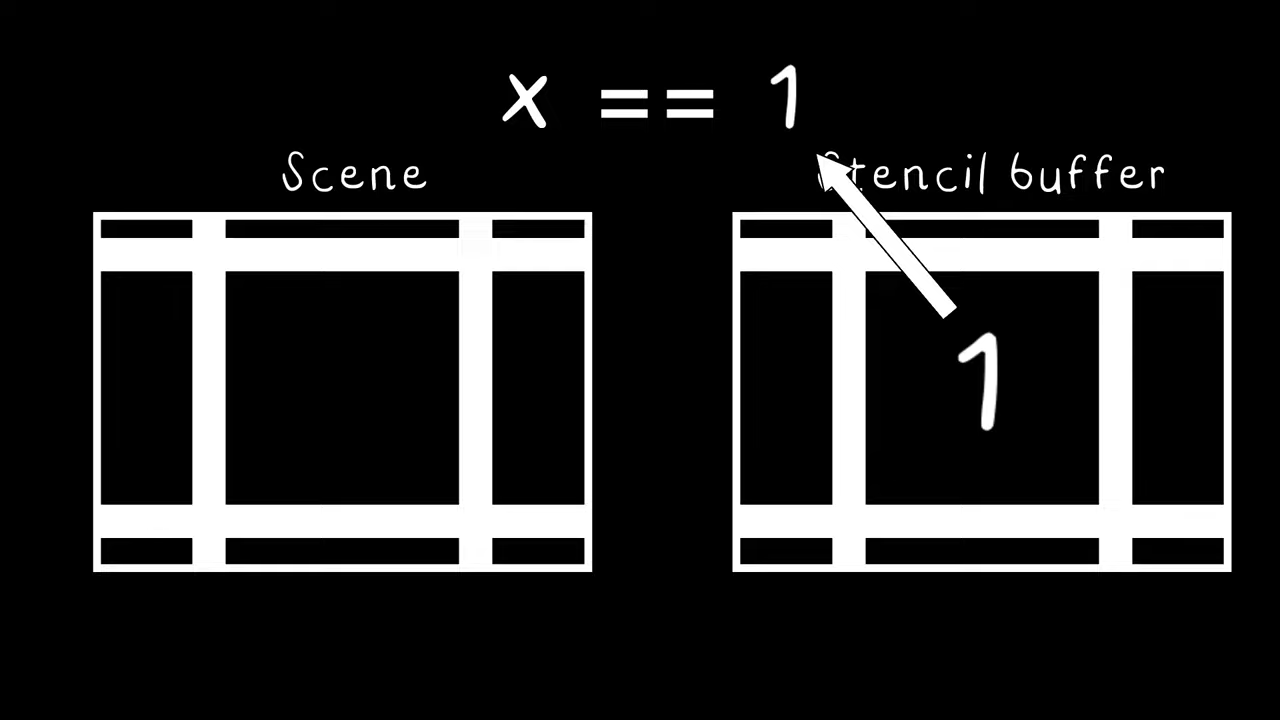 x == 1
Scene
Stencil buffer
1